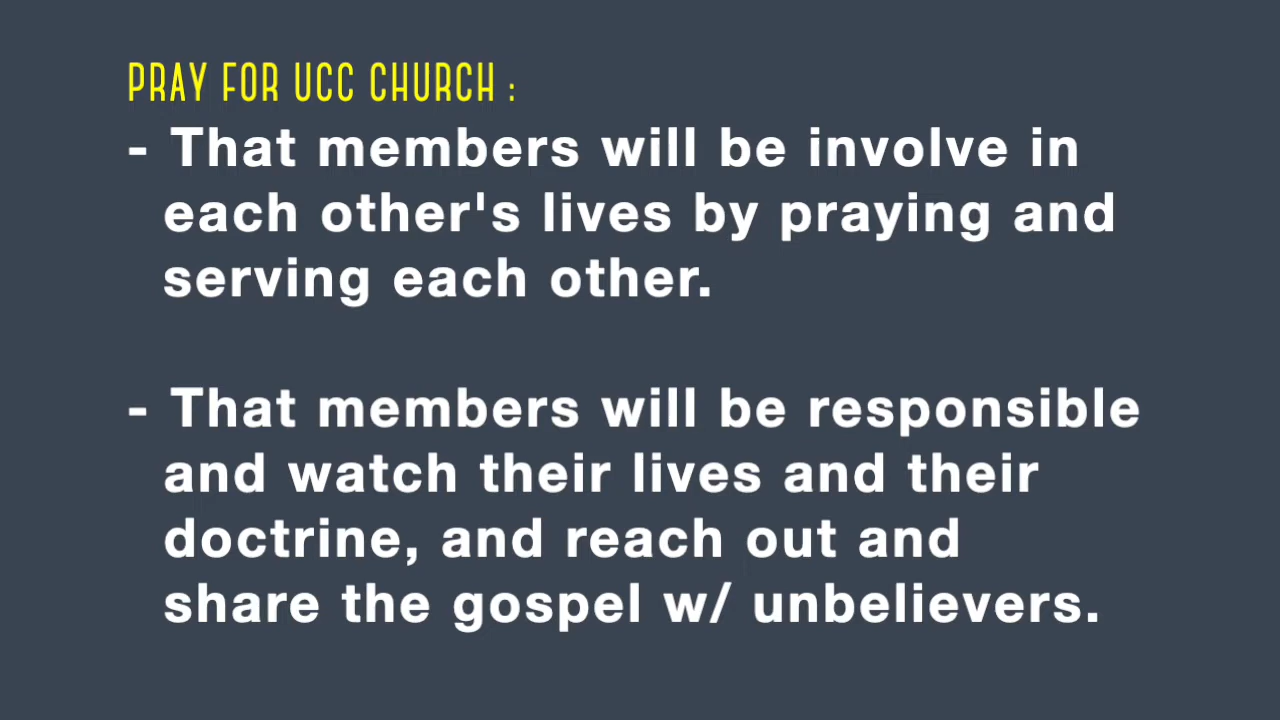 PRAY FOR UCC CHURCH :
- That members will be involve in
each other's lives by praying and
serving each other.
- That members will be responsible
and watch their lives and their
doctrine, and reach out and
share the gospel w/ unbelievers.